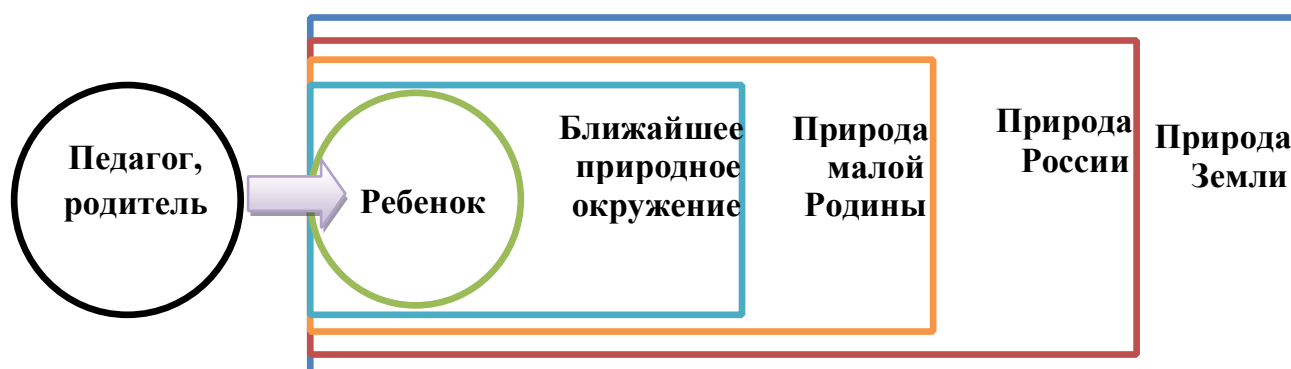 Педагог,
родитель
Ребенок
Ближайшее
природное
окружение
Природа
малой
Родины
Природа
России
Природа
Земли